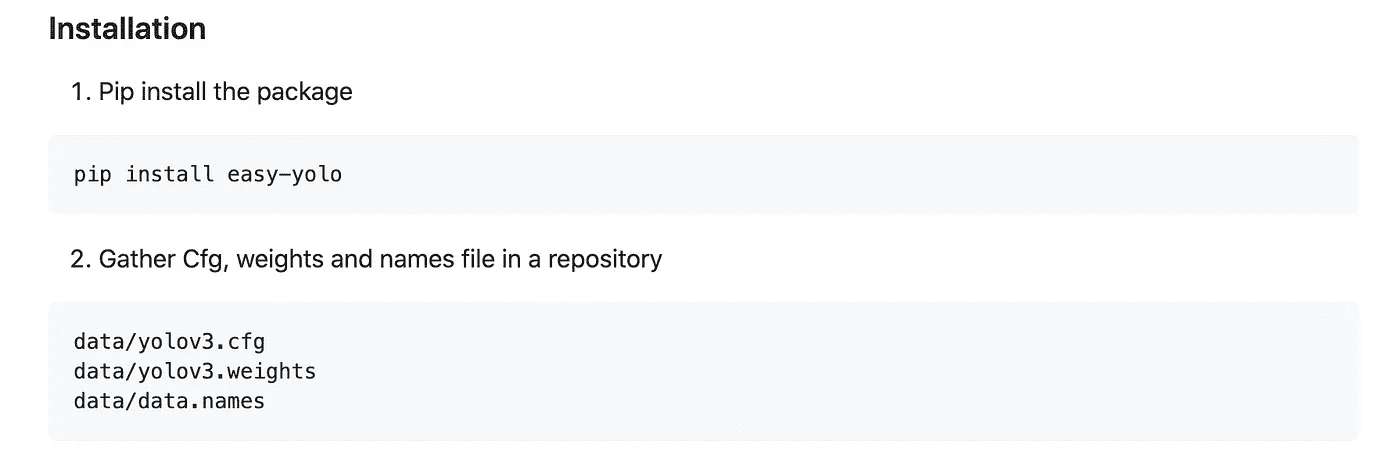 Installation
1. Pip install the package
pip install easy-yolo
2. Gather Cfg, weights and names file in a repository
data/yolov3.cfg
data/yolov3.weights
data/data.names